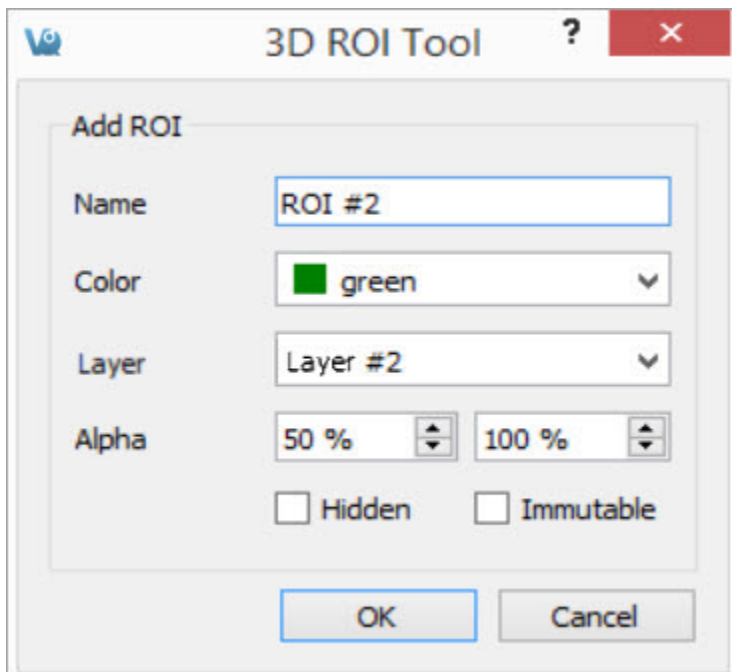 3D ROI Tool ?
Add ROI
Name ROI #2
Color green
Layer Layer #2
Alpha 50 % 100 %
Hidden Immutable
OK Cancel